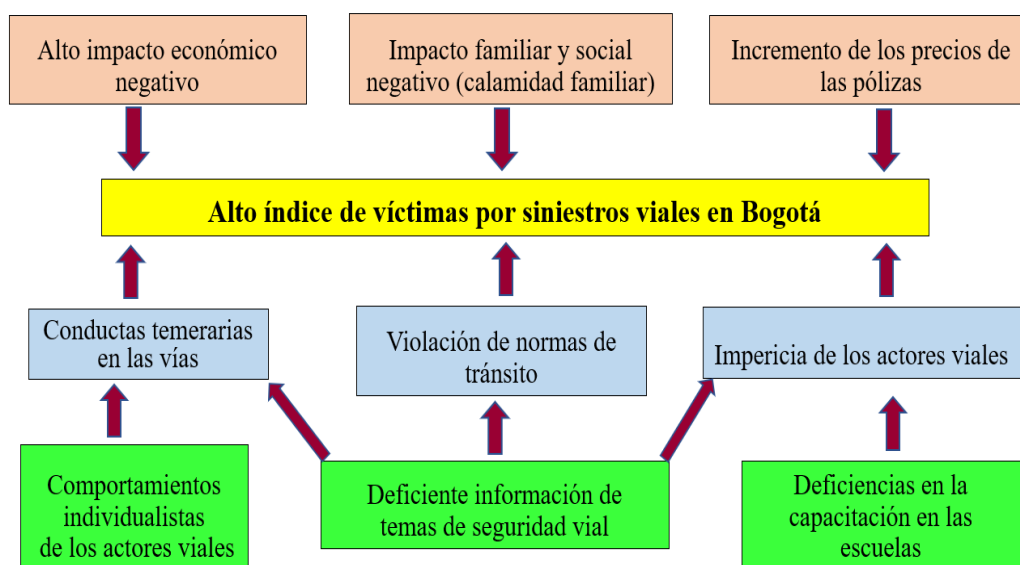 Alto impacto económico
negativo
Impacto familiar y social
negativo (calamidad familiar)
Incremento de los precios de
las pólizas
Alto índice de víctimas por siniestros viales en Bogotá
Conductas temerarias
en las vías
Violación de normas de
tránsito
Impericia de los actores viales
Comportamientos
individualistas
de los actores viales
Deficiente información de
temas de seguridad vial
Deficiencias en la
capacitación en las
escuelas